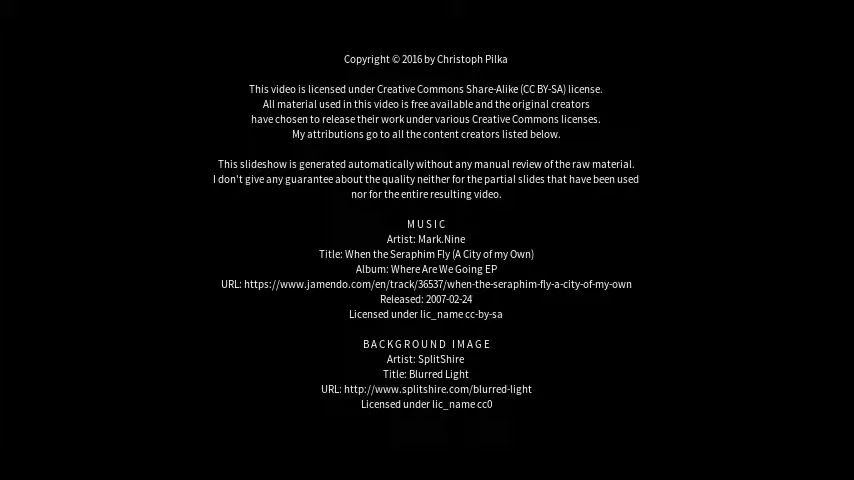 Copyright © 2016 by Christoph Pilka
This video is licensed under Creative Commons Share-Alike (CC BY-SA) license.
All material used in this video is free available and the original creators
have chosen to release their work under various Creative Commons licenses.
My attributions go to all the content creators listed below.
This slideshow is generated automatically without any manual review of the raw material.
I don't give any guarantee about the quality neither for the partial slides that have been used
nor for the entire resulting video.
MUSIC
Artist: Mark.Nine
Title: When the Seraphim Fly (A City of my Own)
Album: Where Are We Going EP
URL: https://www.jamendo.com/en/track/36537/when-the-seraphim-fly-a-city-of-my-own
Released: 2007-02-24
Licensed under lic_name cc-by-sa
BACKGROUND IMAGE
Artist: SplitShire
Title: Blurred Light
URL: http://www.splitshire.com/blurred-light
Licensed under lic_name cc0